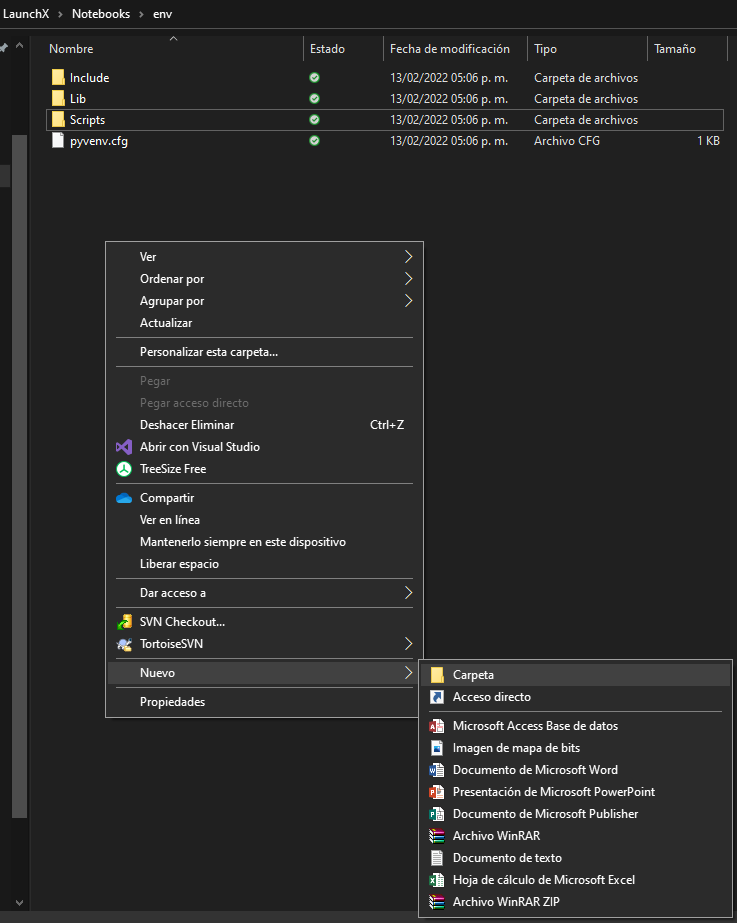 LaunchX > Notebooks > env
Nombre Estado Fecha de modificación Tipo Tamaño
Include 13/02/2022 05:06 p. m. Carpeta de archivos
Lib 13/02/2022 05:06 p. m. Carpeta de archivos
Scripts 13/02/2022 05:06 p. m. Carpeta de archivos
pyvenv.cfg 13/02/2022 05:06 p. m. Archivo CFG 1 KB
Ver
Ordenar por
Agrupar por
Actualizar
Personalizar esta carpeta...
Pegar
Pegar acceso directo
Deshacer Eliminar Ctrl+Z
Abrir con Visual Studio
TreeSize Free
Compartir
Ver en línea
Mantenerlo siempre en este dispositivo
Liberar espacio
Dar acceso a
SVN Checkout...
TortoiseSVN
Nuevo
Propiedades
Carpeta
Acceso directo
Microsoft Access Base de datos
Imagen de mapa de bits
Documento de Microsoft Word
Presentación de Microsoft PowerPoint
Documento de Microsoft Publisher
Archivo WinRAR
Documento de texto
Hoja de cálculo de Microsoft Excel
Archivo WinRAR ZIP